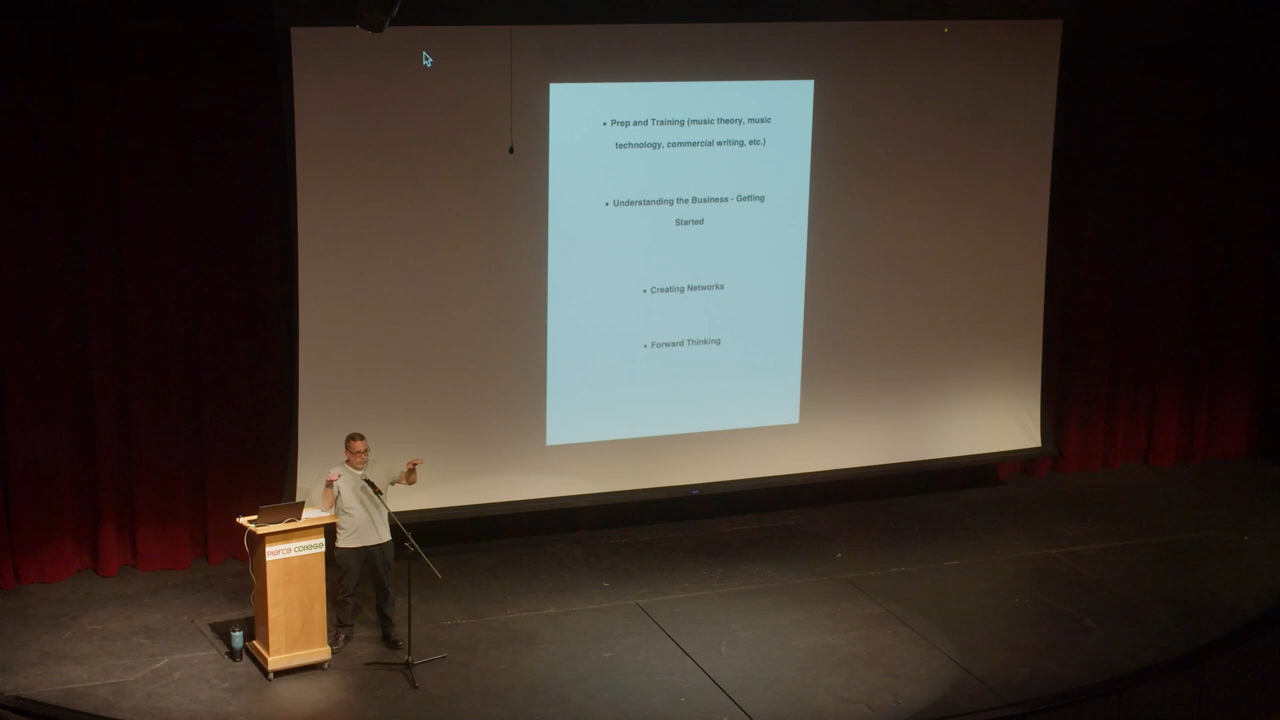 • Prep and Training (music theory, music
technology, commercial writing, etc.)
• Understanding the Business - Getting
Started
• Creating Networks
• Forward Thinking
PIERCE COLLEGE